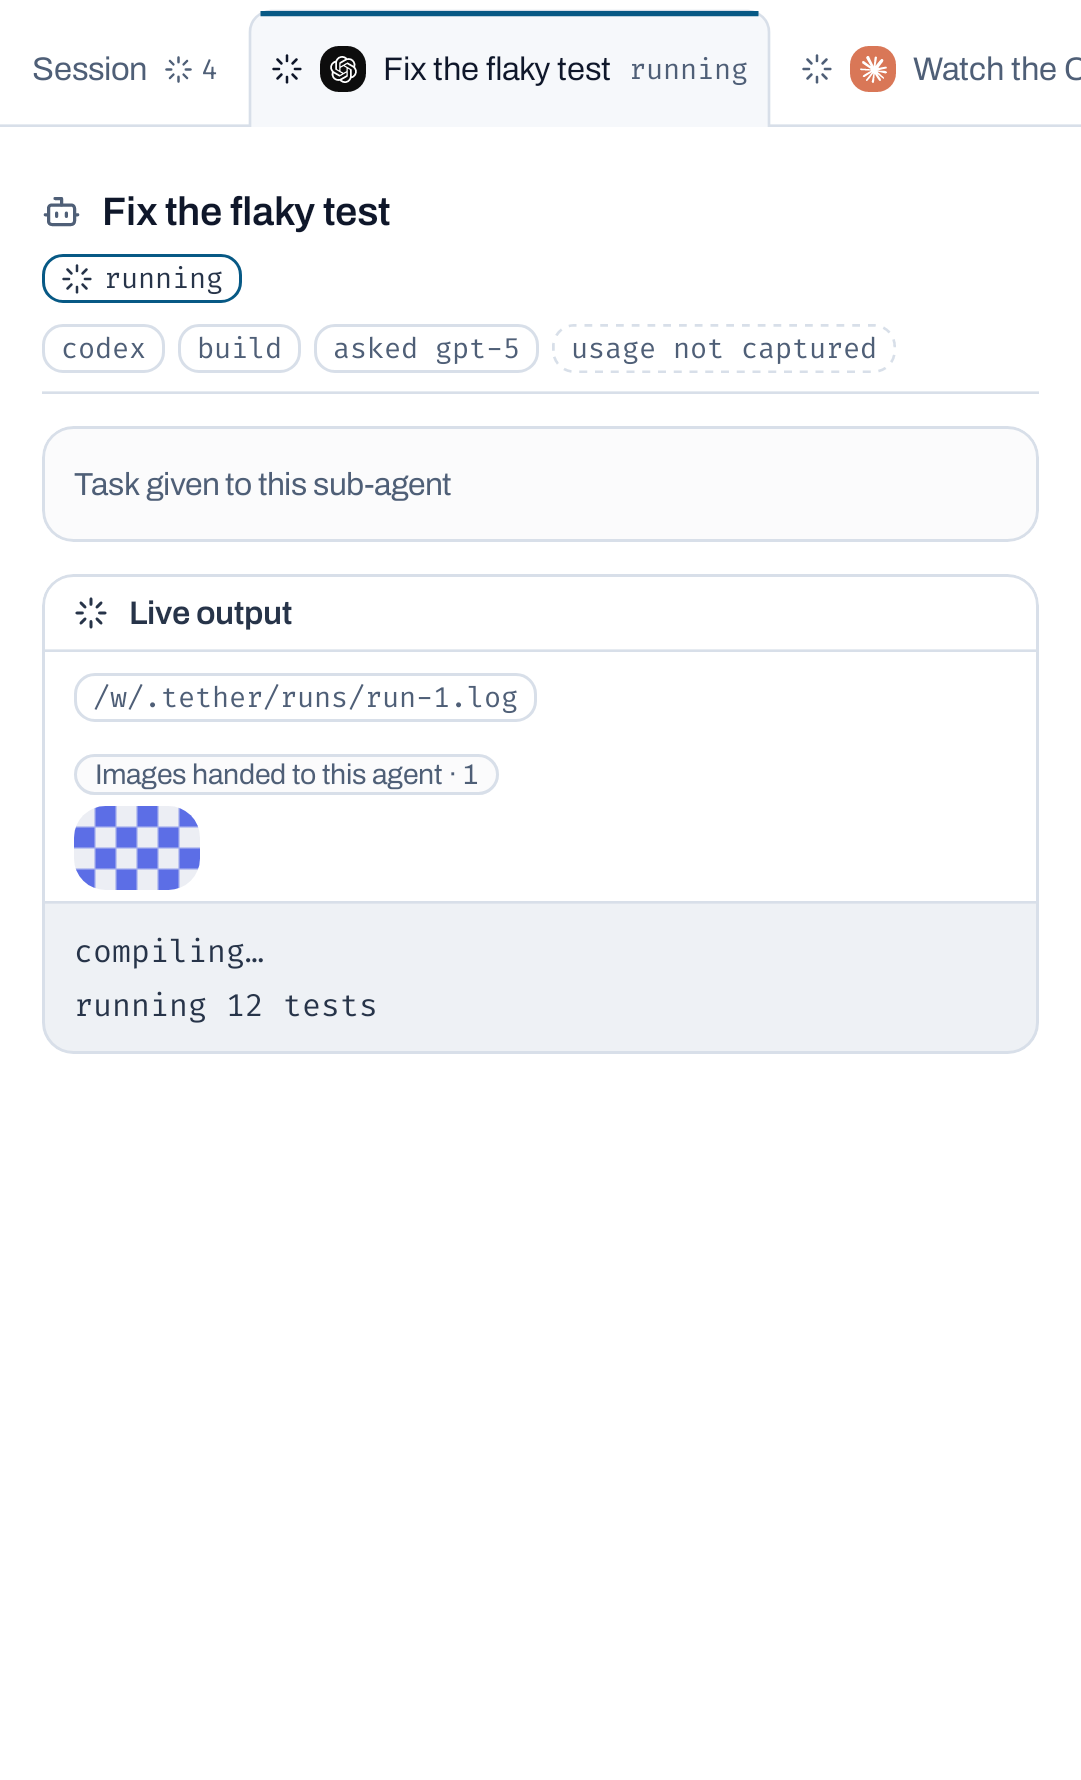 Session 4 Fix the flaky test running Watch the
Fix the flaky test
running
codex build asked gpt-5 usage not captured
Task given to this sub-agent
Live output
/w/.tether/runs/run-1.log
Images handed to this agent · 1
compiling…
running 12 tests